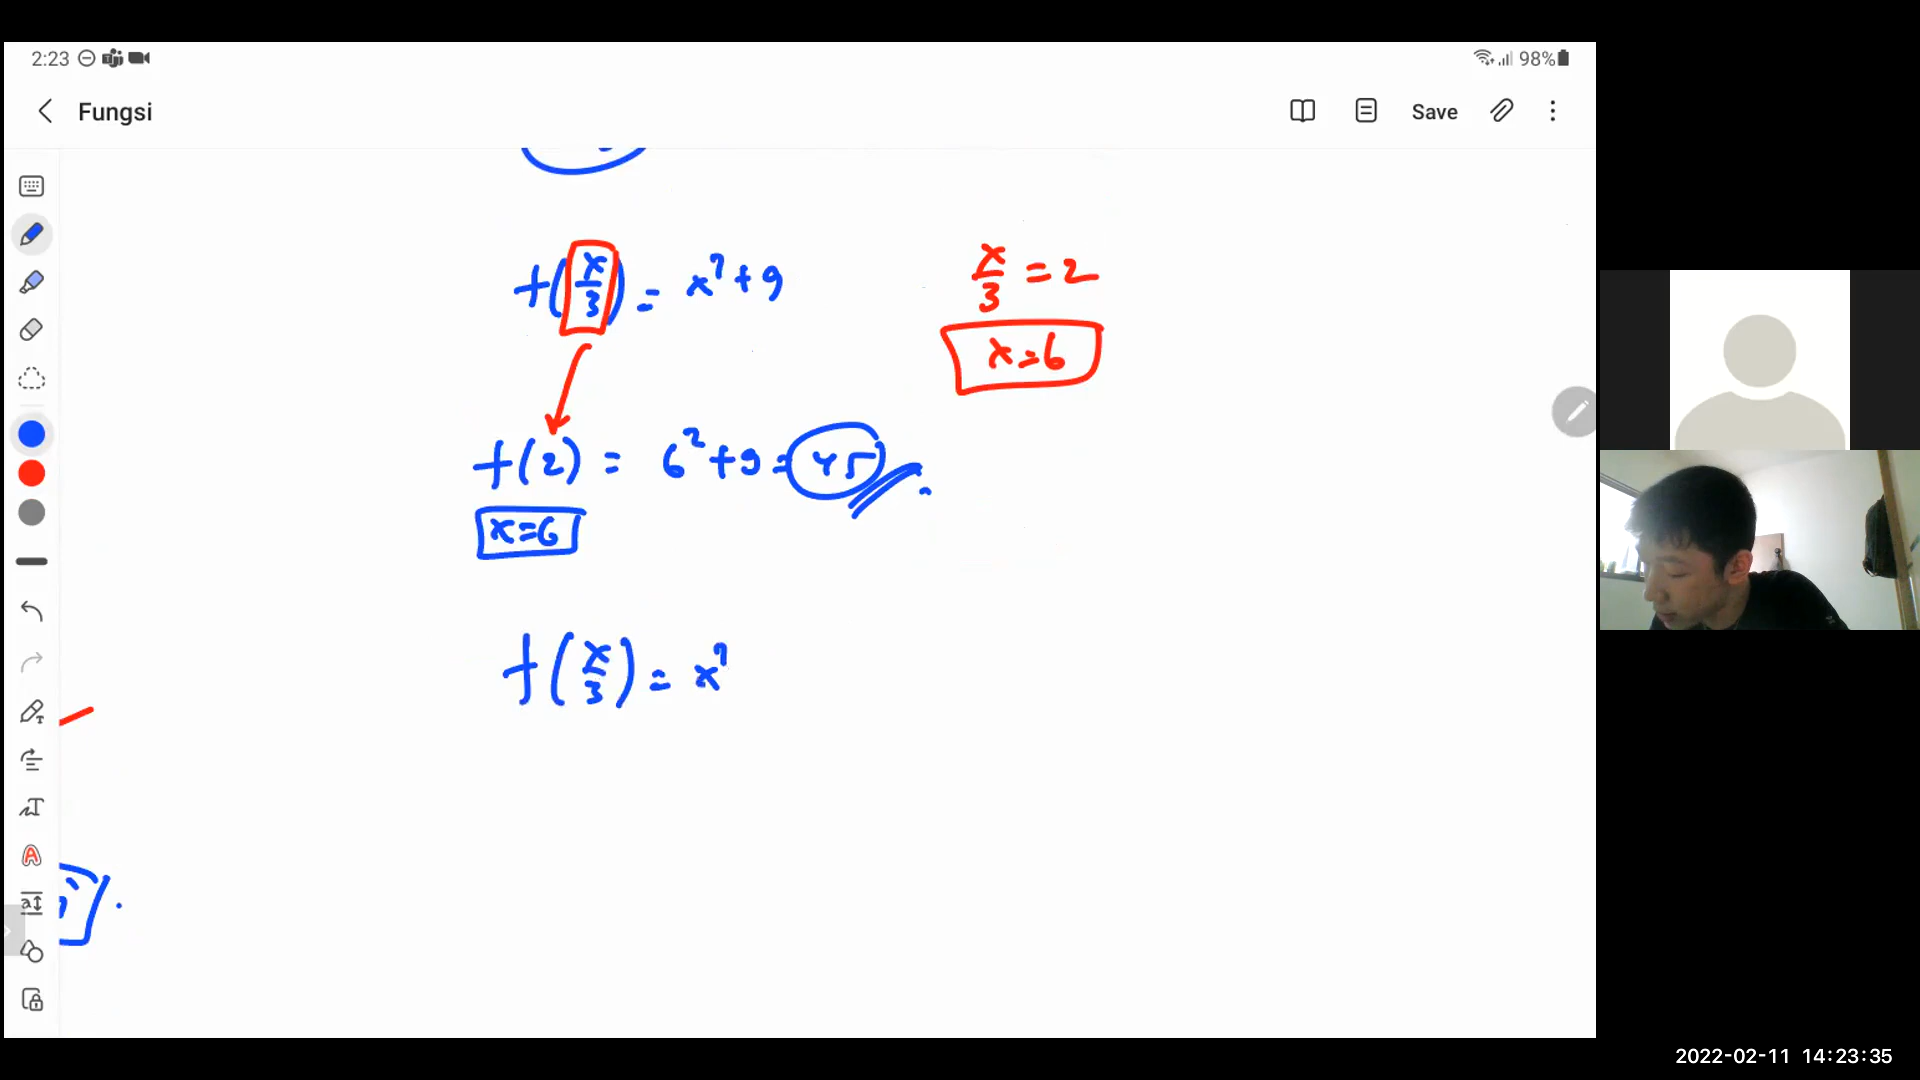 2:23 98%
Fungsi Save
f(x/3) = x² + 9
x/3 = 2
x = 6
f(2) = 6² + 9 = 45
x = 6
f(x/3) = x²
2022-02-11 14:23:35